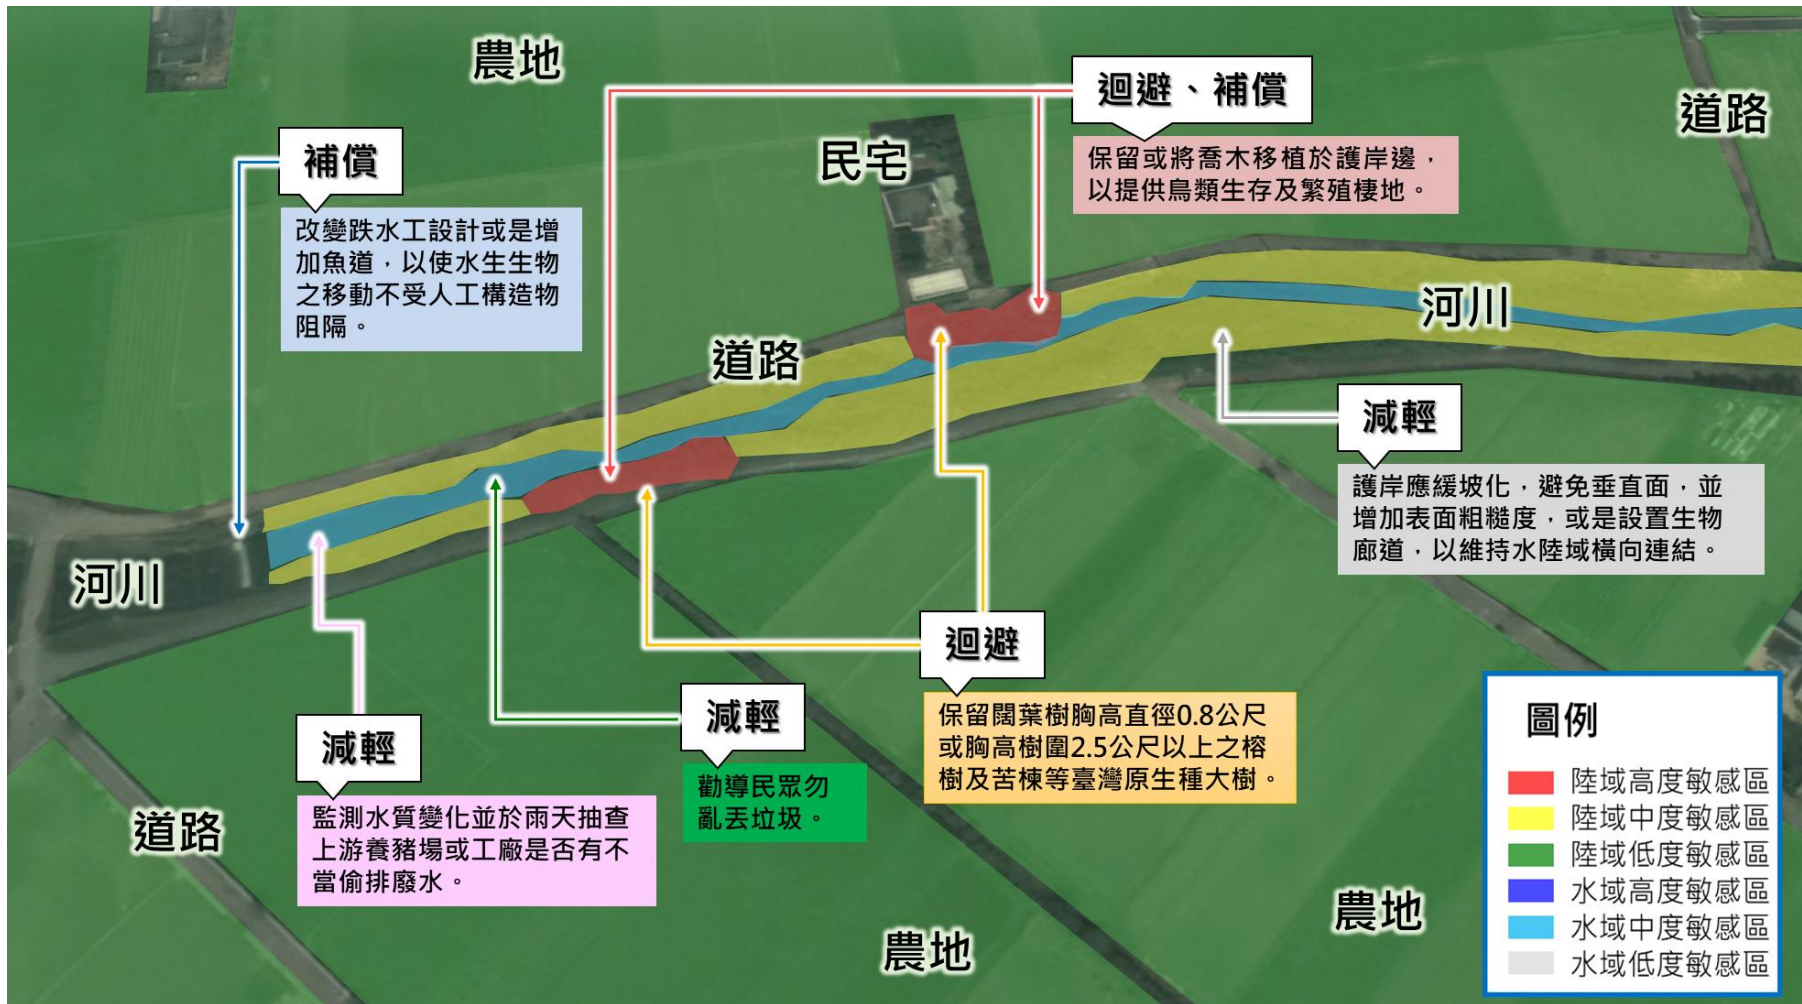 農地
迴避、補償
保留或將喬木移植於護岸邊，
以提供鳥類生存及繁殖棲地。
道路
補償
改變跌水工設計或是增
加魚道，以使水生生物
之移動不受人工構造物
阻隔。
民宅
道路
河川
減輕
護岸應緩坡化，避免垂直面，並
增加表面粗糙度，或是設置生物
廊道，以維持水陸域橫向連結。
河川
迴避
保留闊葉樹胸高直徑0.8公尺
或胸高樹圍2.5公尺以上之榕
樹及苦楝等臺灣原生種大樹。
減輕
勸導民眾勿
亂丟垃圾。
減輕
監測水質變化並於雨天抽查
上游養豬場或工廠是否有不
當偷排廢水。
道路
農地
農地
圖例
陸域高度敏感區
陸域中度敏感區
陸域低度敏感區
水域高度敏感區
水域中度敏感區
水域低度敏感區